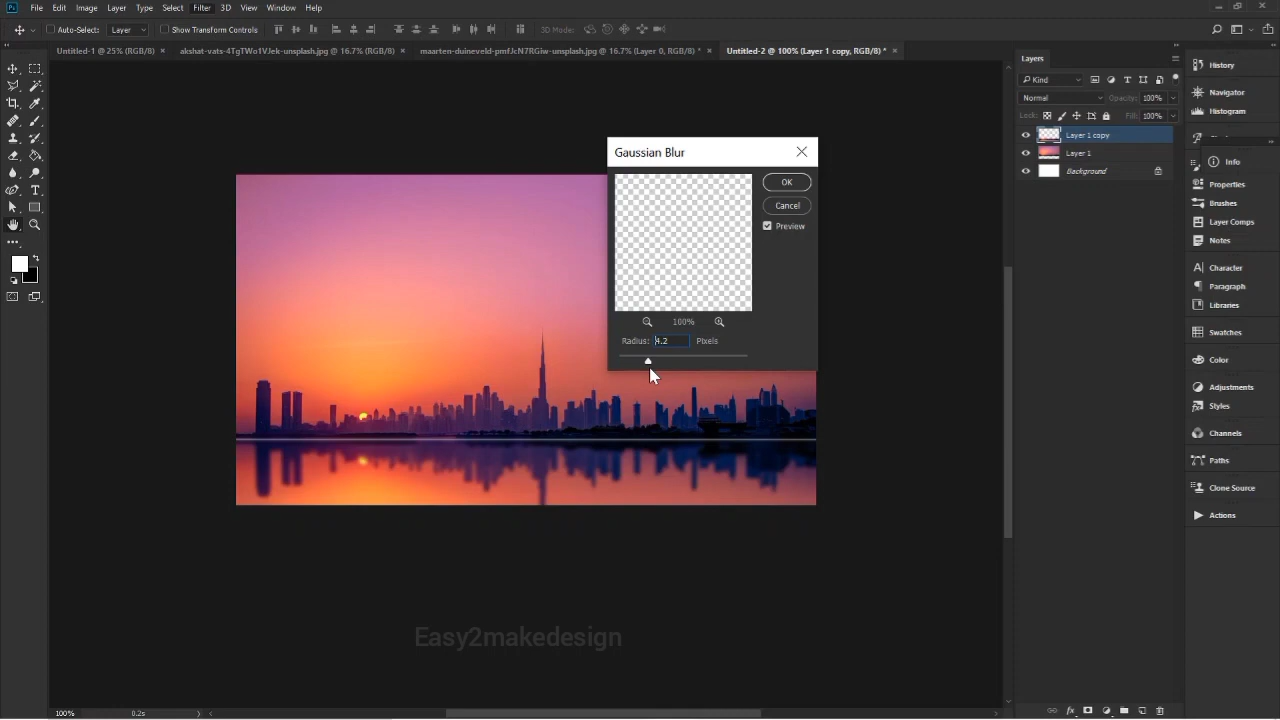 File Edit Image Layer Type Select Filter 3D View Window Help
Auto-Select: Layer Show Transform Controls 3D Mode:
Untitled-1 @ 25% (RGB/8) akshat-vats-4TgTWo1VJek-unsplash.jpg @ 16.7% (RGB/8) maarten-duineveld-pmfJcN7RGiw-unsplash.jpg @ 16.7% (Layer 0, RGB/8) * Untitled-2 @ 100% (Layer 1 copy, RGB/8) *
Layers
Kind
Normal Opacity: 100%
Lock: Fill: 100%
Layer 1 copy
Layer 1
Background
History
Navigator
Histogram
Info
Properties
Brushes
Layer Comps
Notes
Character
Paragraph
Libraries
Swatches
Color
Adjustments
Styles
Channels
Paths
Clone Source
Actions
Gaussian Blur
OK
Cancel
Preview
100%
Radius: 4.2 Pixels
Easy2makedesign
100% 0.2s